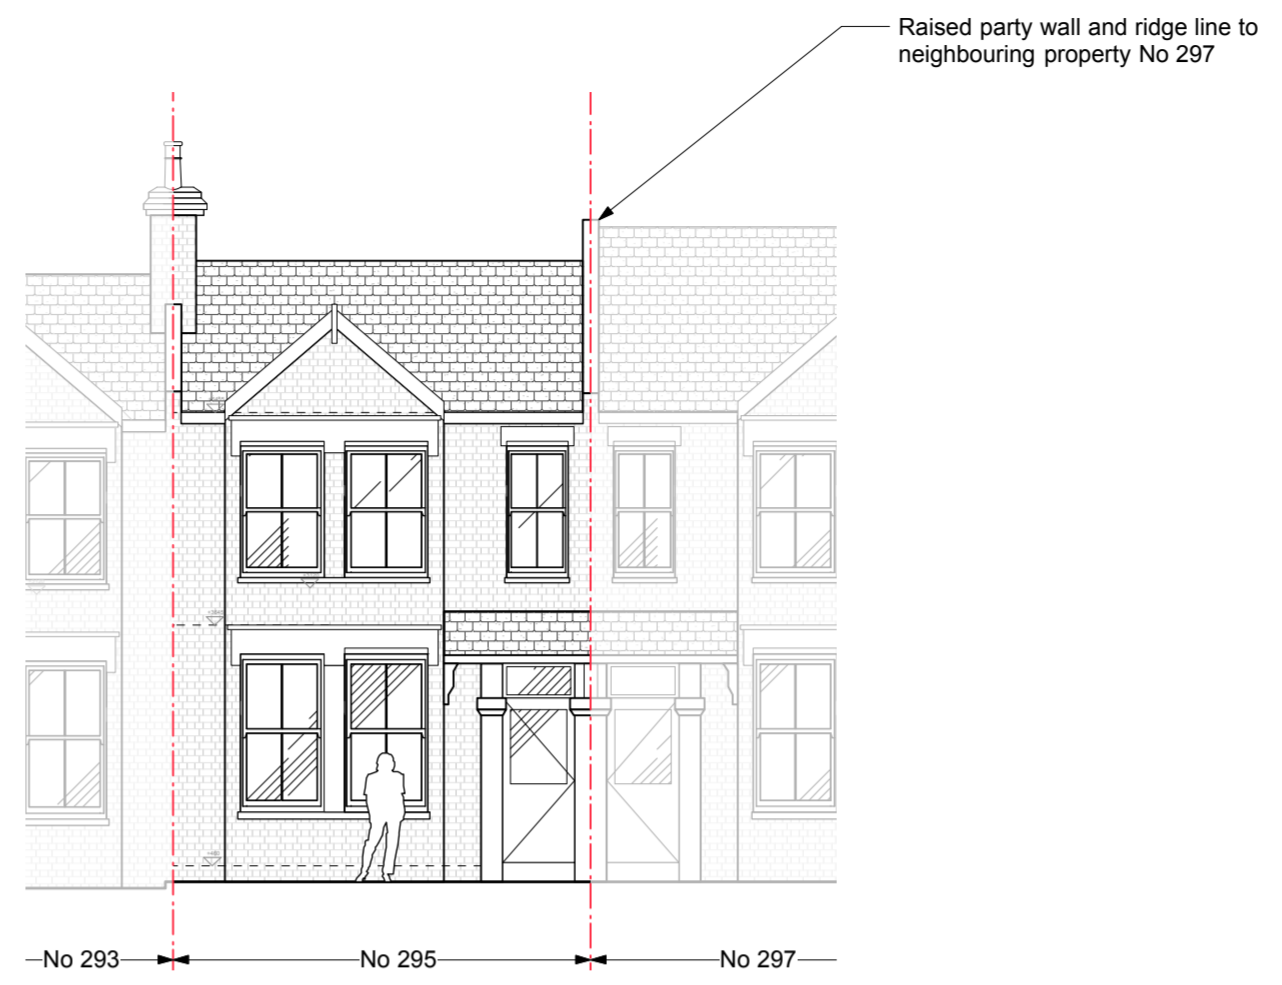 Raised party wall and ridge line to
neighbouring property No 297
No 293
No 295
No 297